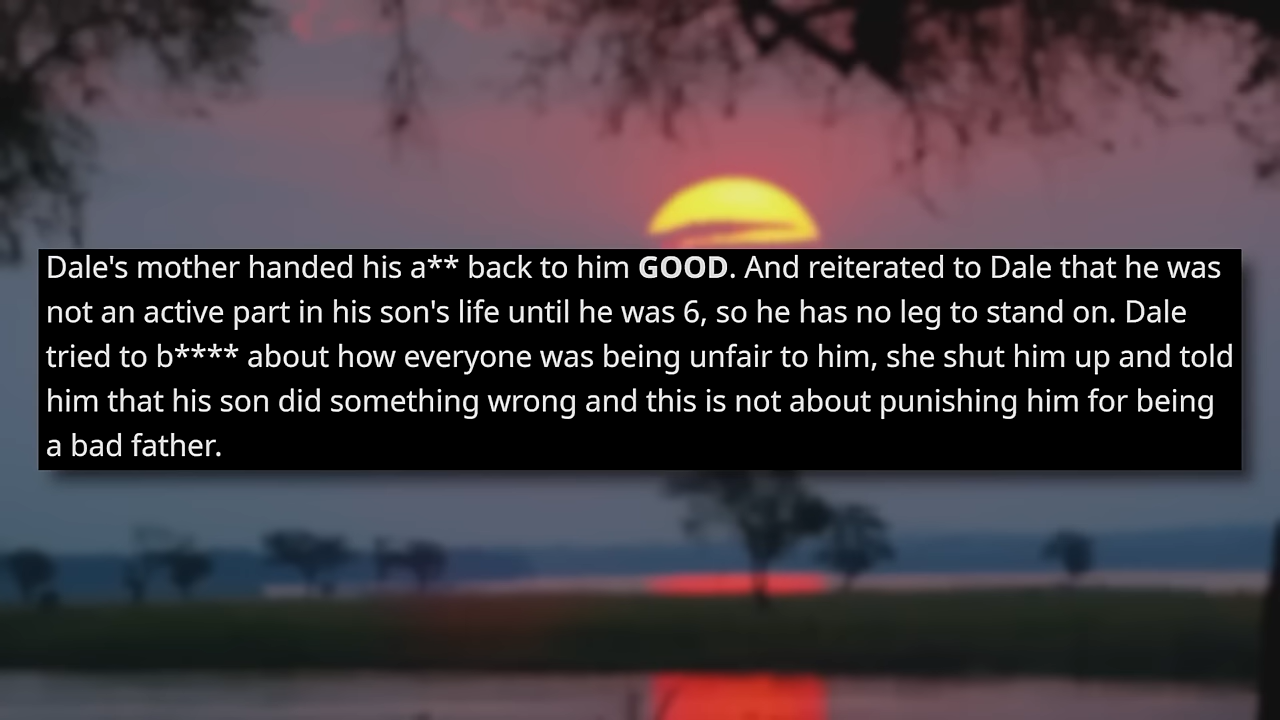 Dale's mother handed his a** back to him GOOD. And reiterated to Dale that he was
not an active part in his son's life until he was 6, so he has no leg to stand on. Dale
tried to b**** about how everyone was being unfair to him, she shut him up and told
him that his son did something wrong and this is not about punishing him for being
a bad father.